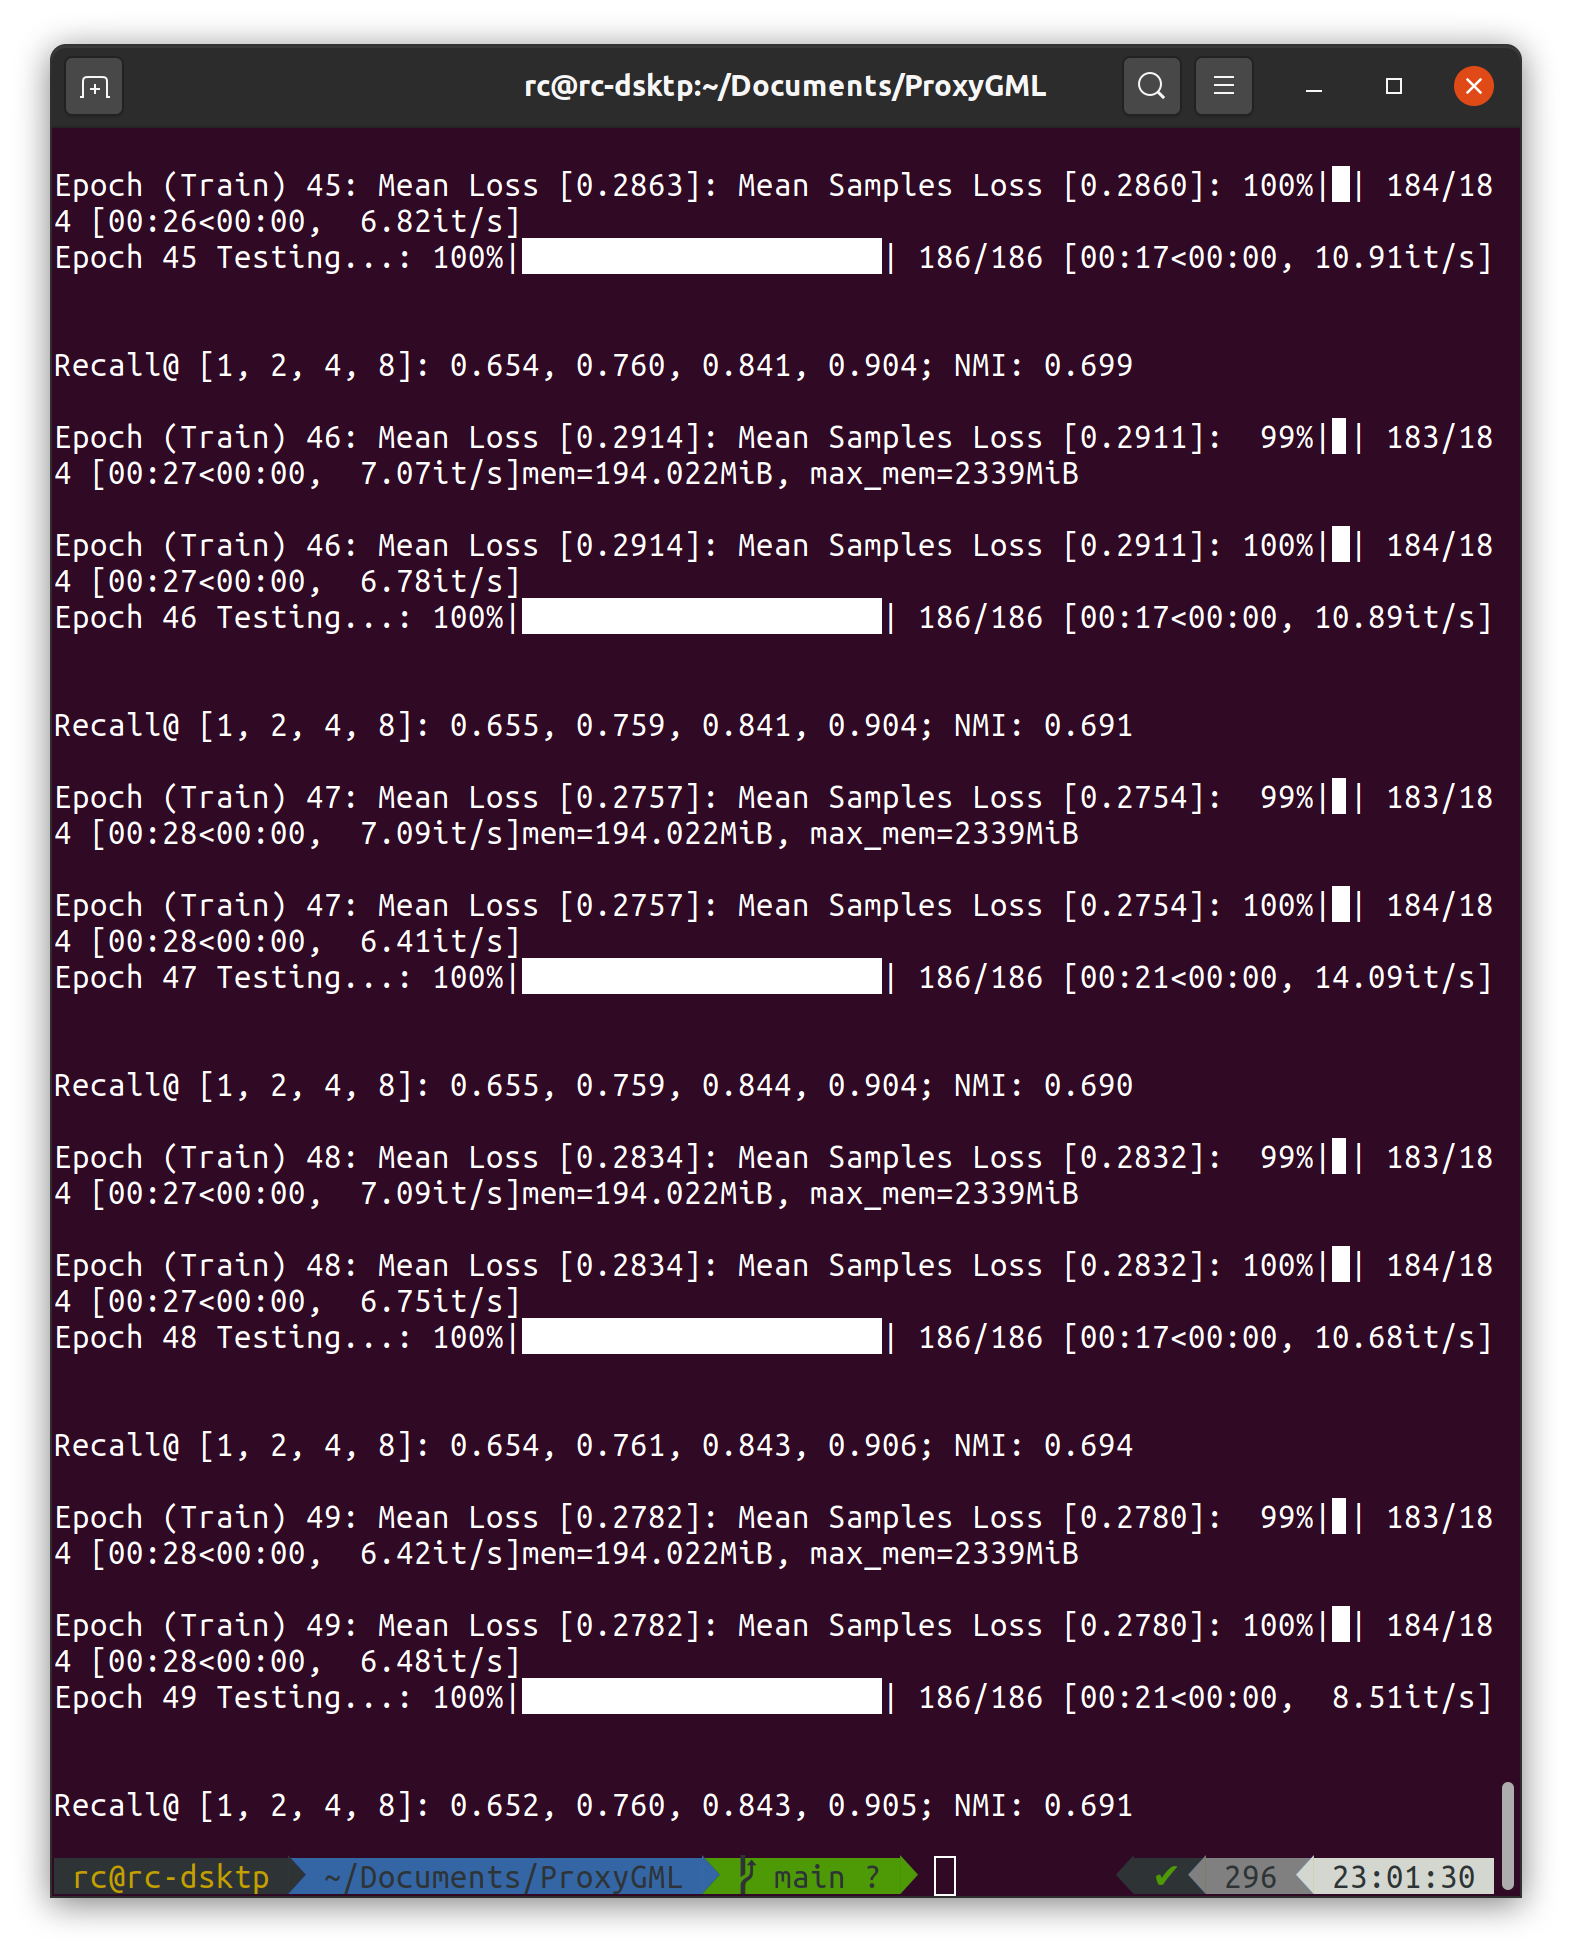 rc@rc-dsktp:~/Documents/ProxyGML
Epoch (Train) 45: Mean Loss [0.2863]: Mean Samples Loss [0.2860]: 100%|█| 184/18
4 [00:26<00:00,  6.82it/s]
Epoch 45 Testing...: 100%|████████████████████| 186/186 [00:17<00:00, 10.91it/s]
Recall@ [1, 2, 4, 8]: 0.654, 0.760, 0.841, 0.904; NMI: 0.699
Epoch (Train) 46: Mean Loss [0.2914]: Mean Samples Loss [0.2911]:  99%|▉| 183/18
4 [00:27<00:00,  7.07it/s]mem=194.022MiB, max_mem=2339MiB
Epoch (Train) 46: Mean Loss [0.2914]: Mean Samples Loss [0.2911]: 100%|█| 184/18
4 [00:27<00:00,  6.78it/s]
Epoch 46 Testing...: 100%|████████████████████| 186/186 [00:17<00:00, 10.89it/s]
Recall@ [1, 2, 4, 8]: 0.655, 0.759, 0.841, 0.904; NMI: 0.691
Epoch (Train) 47: Mean Loss [0.2757]: Mean Samples Loss [0.2754]:  99%|▉| 183/18
4 [00:28<00:00,  7.09it/s]mem=194.022MiB, max_mem=2339MiB
Epoch (Train) 47: Mean Loss [0.2757]: Mean Samples Loss [0.2754]: 100%|█| 184/18
4 [00:28<00:00,  6.41it/s]
Epoch 47 Testing...: 100%|████████████████████| 186/186 [00:21<00:00, 14.09it/s]
Recall@ [1, 2, 4, 8]: 0.655, 0.759, 0.844, 0.904; NMI: 0.690
Epoch (Train) 48: Mean Loss [0.2834]: Mean Samples Loss [0.2832]:  99%|▉| 183/18
4 [00:27<00:00,  7.09it/s]mem=194.022MiB, max_mem=2339MiB
Epoch (Train) 48: Mean Loss [0.2834]: Mean Samples Loss [0.2832]: 100%|█| 184/18
4 [00:27<00:00,  6.75it/s]
Epoch 48 Testing...: 100%|████████████████████| 186/186 [00:17<00:00, 10.68it/s]
Recall@ [1, 2, 4, 8]: 0.654, 0.761, 0.843, 0.906; NMI: 0.694
Epoch (Train) 49: Mean Loss [0.2782]: Mean Samples Loss [0.2780]:  99%|▉| 183/18
4 [00:28<00:00,  6.42it/s]mem=194.022MiB, max_mem=2339MiB
Epoch (Train) 49: Mean Loss [0.2782]: Mean Samples Loss [0.2780]: 100%|█| 184/18
4 [00:28<00:00,  6.48it/s]
Epoch 49 Testing...: 100%|████████████████████| 186/186 [00:21<00:00,  8.51it/s]
Recall@ [1, 2, 4, 8]: 0.652, 0.760, 0.843, 0.905; NMI: 0.691
rc@rc-dsktp ~/Documents/ProxyGML main ? ✔ 296 23:01:30